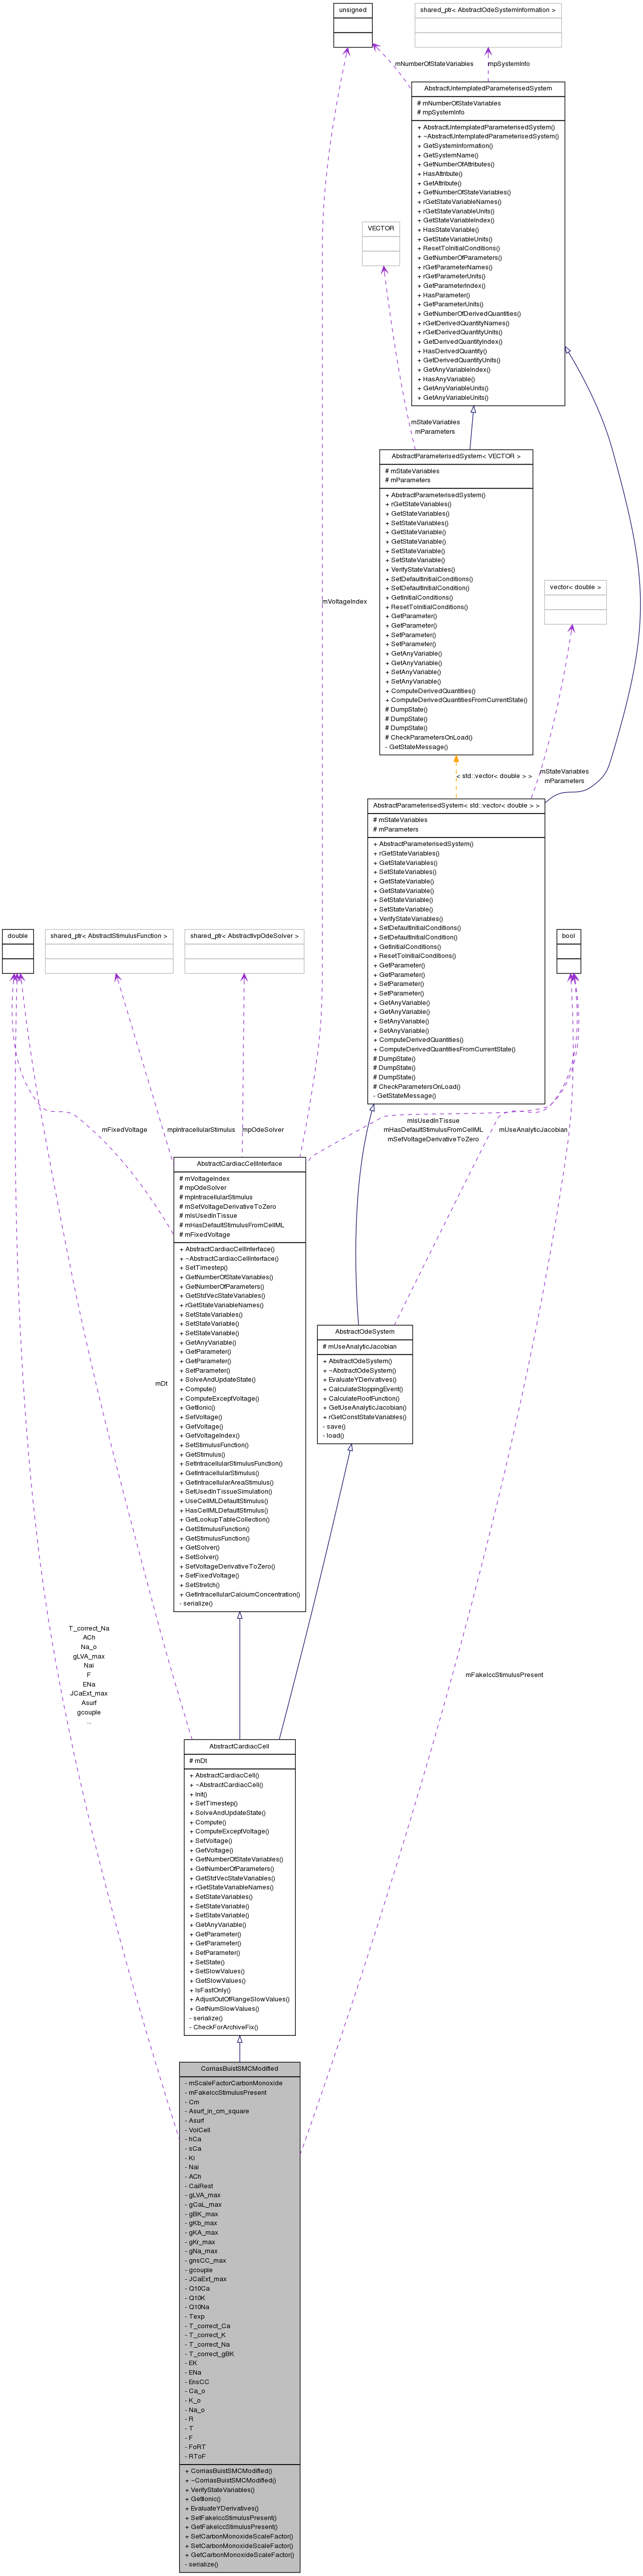 unsigned
shared_ptr< AbstractOdeSystemInformation >
mNumberOfStateVariables
mpSystemInfo
AbstractUntemplatedParameterisedSystem
# mNumberOfStateVariables
# mpSystemInfo
+ AbstractUntemplatedParameterisedSystem()
+ ~AbstractUntemplatedParameterisedSystem()
+ GetSystemInformation()
+ GetSystemName()
+ GetNumberOfAttributes()
+ HasAttribute()
+ GetAttribute()
+ GetNumberOfStateVariables()
+ rGetStateVariableNames()
+ rGetStateVariableUnits()
+ GetStateVariableIndex()
+ HasStateVariable()
+ GetStateVariableUnits()
+ ResetToInitialConditions()
+ GetNumberOfParameters()
+ rGetParameterNames()
+ rGetParameterUnits()
+ GetParameterIndex()
+ HasParameter()
+ GetParameterUnits()
+ GetNumberOfDerivedQuantities()
+ rGetDerivedQuantityNames()
+ rGetDerivedQuantityUnits()
+ GetDerivedQuantityIndex()
+ HasDerivedQuantity()
+ GetDerivedQuantityUnits()
+ GetAnyVariableIndex()
+ HasAnyVariable()
+ GetAnyVariableUnits()
+ GetAnyVariableUnits()
VECTOR
mStateVariables
mParameters
AbstractParameterisedSystem< VECTOR >
# mStateVariables
# mParameters
+ AbstractParameterisedSystem()
+ rGetStateVariables()
+ GetStateVariables()
+ SetStateVariables()
+ GetStateVariable()
+ GetStateVariable()
+ SetStateVariable()
+ SetStateVariable()
+ VerifyStateVariables()
+ SetDefaultInitialConditions()
+ SetDefaultInitialCondition()
+ GetInitialConditions()
+ ResetToInitialConditions()
+ GetParameter()
+ GetParameter()
+ SetParameter()
+ SetParameter()
+ GetAnyVariable()
+ GetAnyVariable()
+ SetAnyVariable()
+ SetAnyVariable()
+ ComputeDerivedQuantities()
+ ComputeDerivedQuantitiesFromCurrentState()
# DumpState()
# DumpState()
# DumpState()
# CheckParametersOnLoad()
- GetStateMessage()
vector< double >
mVoltageIndex
< std::vector< double > >
mStateVariables
mParameters
AbstractParameterisedSystem< std::vector< double > >
# mStateVariables
# mParameters
+ AbstractParameterisedSystem()
+ rGetStateVariables()
+ GetStateVariables()
+ SetStateVariables()
+ GetStateVariable()
+ GetStateVariable()
+ SetStateVariable()
+ SetStateVariable()
+ VerifyStateVariables()
+ SetDefaultInitialConditions()
+ SetDefaultInitialCondition()
+ GetInitialConditions()
+ ResetToInitialConditions()
+ GetParameter()
+ GetParameter()
+ SetParameter()
+ SetParameter()
+ GetAnyVariable()
+ GetAnyVariable()
+ SetAnyVariable()
+ SetAnyVariable()
+ ComputeDerivedQuantities()
+ ComputeDerivedQuantitiesFromCurrentState()
# DumpState()
# DumpState()
# DumpState()
# CheckParametersOnLoad()
- GetStateMessage()
double
shared_ptr< AbstractStimulusFunction >
shared_ptr< AbstractIvpOdeSolver >
bool
mFixedVoltage
mpIntracellularStimulus
mpOdeSolver
mIsUsedInTissue
mHasDefaultStimulusFromCellML
mSetVoltageDerivativeToZero
mUseAnalyticJacobian
AbstractCardiacCellInterface
# mVoltageIndex
# mpOdeSolver
# mpIntracellularStimulus
# mSetVoltageDerivativeToZero
# mIsUsedInTissue
# mHasDefaultStimulusFromCellML
# mFixedVoltage
+ AbstractCardiacCellInterface()
+ ~AbstractCardiacCellInterface()
+ SetTimestep()
+ GetNumberOfStateVariables()
+ GetNumberOfParameters()
+ GetStdVecStateVariables()
+ rGetStateVariableNames()
+ SetStateVariables()
+ SetStateVariable()
+ SetStateVariable()
+ GetAnyVariable()
+ GetParameter()
+ GetParameter()
+ SetParameter()
+ SolveAndUpdateState()
+ Compute()
+ ComputeExceptVoltage()
+ GetIIonic()
+ SetVoltage()
+ GetVoltage()
+ GetVoltageIndex()
+ SetStimulusFunction()
+ GetStimulus()
+ SetIntracellularStimulusFunction()
+ GetIntracellularStimulus()
+ GetIntracellularAreaStimulus()
+ SetUsedInTissueSimulation()
+ UseCellMLDefaultStimulus()
+ HasCellMLDefaultStimulus()
+ GetLookupTableCollection()
+ GetStimulusFunction()
+ GetStimulusFunction()
+ GetSolver()
+ SetSolver()
+ SetVoltageDerivativeToZero()
+ SetFixedVoltage()
+ SetStretch()
+ GetIntracellularCalciumConcentration()
- serialize()
AbstractOdeSystem
# mUseAnalyticJacobian
+ AbstractOdeSystem()
+ ~AbstractOdeSystem()
+ EvaluateYDerivatives()
+ CalculateStoppingEvent()
+ CalculateRootFunction()
+ GetUseAnalyticJacobian()
+ rGetConstStateVariables()
- save()
- load()
mDt
T_correct_Na
ACh
Na_o
gLVA_max
Nai
F
ENa
JCaExt_max
Asurf
gcouple
...
mFakeIccStimulusPresent
AbstractCardiacCell
# mDt
+ AbstractCardiacCell()
+ ~AbstractCardiacCell()
+ Init()
+ SetTimestep()
+ SolveAndUpdateState()
+ Compute()
+ ComputeExceptVoltage()
+ SetVoltage()
+ GetVoltage()
+ GetNumberOfStateVariables()
+ GetNumberOfParameters()
+ GetStdVecStateVariables()
+ rGetStateVariableNames()
+ SetStateVariables()
+ SetStateVariable()
+ SetStateVariable()
+ GetAnyVariable()
+ GetParameter()
+ GetParameter()
+ SetParameter()
+ SetState()
+ SetSlowValues()
+ GetSlowValues()
+ IsFastOnly()
+ AdjustOutOfRangeSlowValues()
+ GetNumSlowValues()
- serialize()
- CheckForArchiveFix()
CorriasBuistSMCModified
- mScaleFactorCarbonMonoxide
- mFakeIccStimulusPresent
- Cm
- Asurf_in_cm_square
- Asurf
- VolCell
- hCa
- sCa
- Ki
- Nai
- ACh
- CaiRest
- gLVA_max
- gCaL_max
- gBK_max
- gKb_max
- gKA_max
- gKr_max
- gNa_max
- gnsCC_max
- gcouple
- JCaExt_max
- Q10Ca
- Q10K
- Q10Na
- Texp
- T_correct_Ca
- T_correct_K
- T_correct_Na
- T_correct_gBK
- EK
- ENa
- EnsCC
- Ca_o
- K_o
- Na_o
- R
- T
- F
- FoRT
- RToF
+ CorriasBuistSMCModified()
+ ~CorriasBuistSMCModified()
+ VerifyStateVariables()
+ GetIIonic()
+ EvaluateYDerivatives()
+ SetFakeIccStimulusPresent()
+ GetFakeIccStimulusPresent()
+ SetCarbonMonoxideScaleFactor()
+ SetCarbonMonoxideScaleFactor()
+ GetCarbonMonoxideScaleFactor()
- serialize()